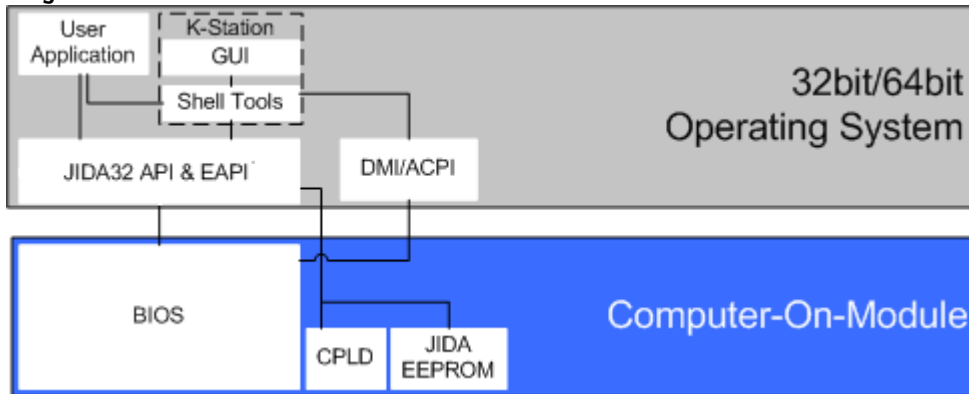 User
Application
K-Station
GUI
Shell Tools
32bit/64bit
Operating System
JIDA32 API & EAPI
DMI/ACPI
BIOS
Computer-On-Module
CPLD
JIDA
EEPROM